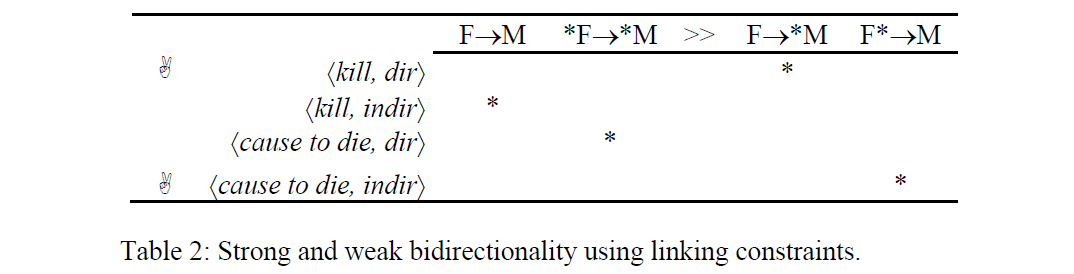 F→M *F→*M >> F→*M F*→M
✌ ⟨kill, dir⟩ *
⟨kill, indir⟩ *
⟨cause to die, dir⟩ *
✌ ⟨cause to die, indir⟩ *
Table 2: Strong and weak bidirectionality using linking constraints.